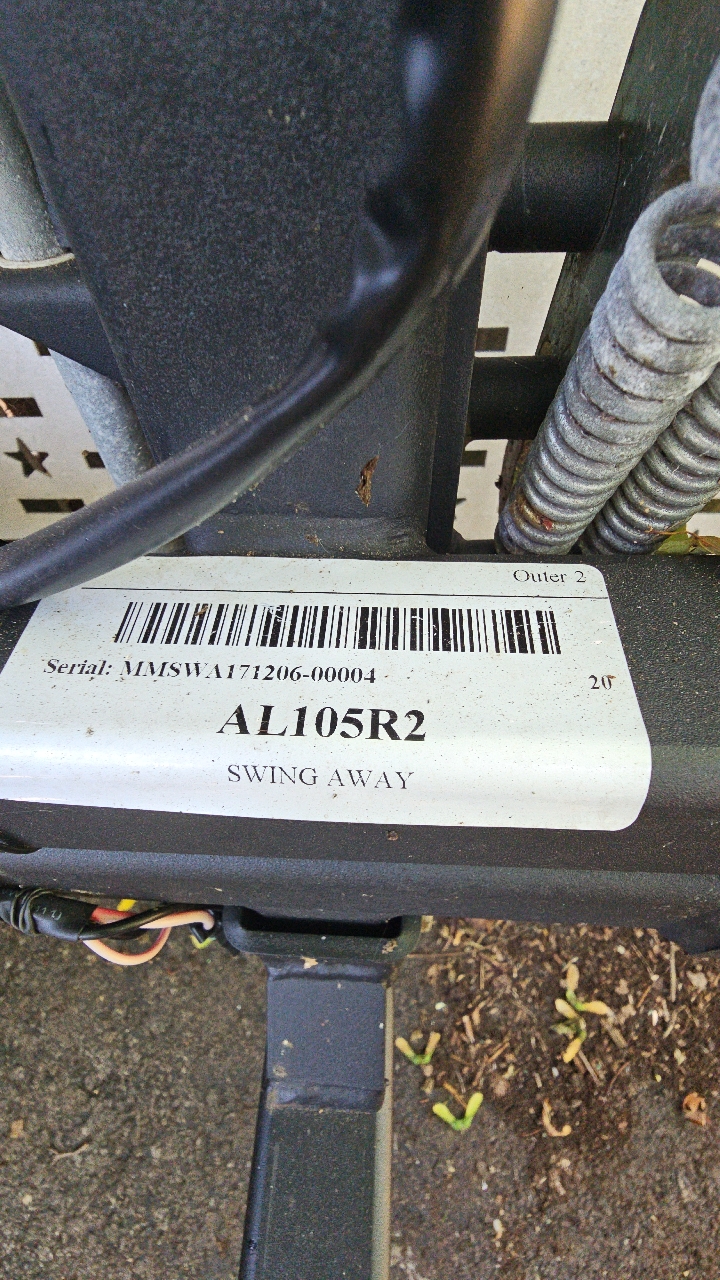 Outer 2
Serial: MMSWA171206-00004
20
AL105R2
SWING AWAY